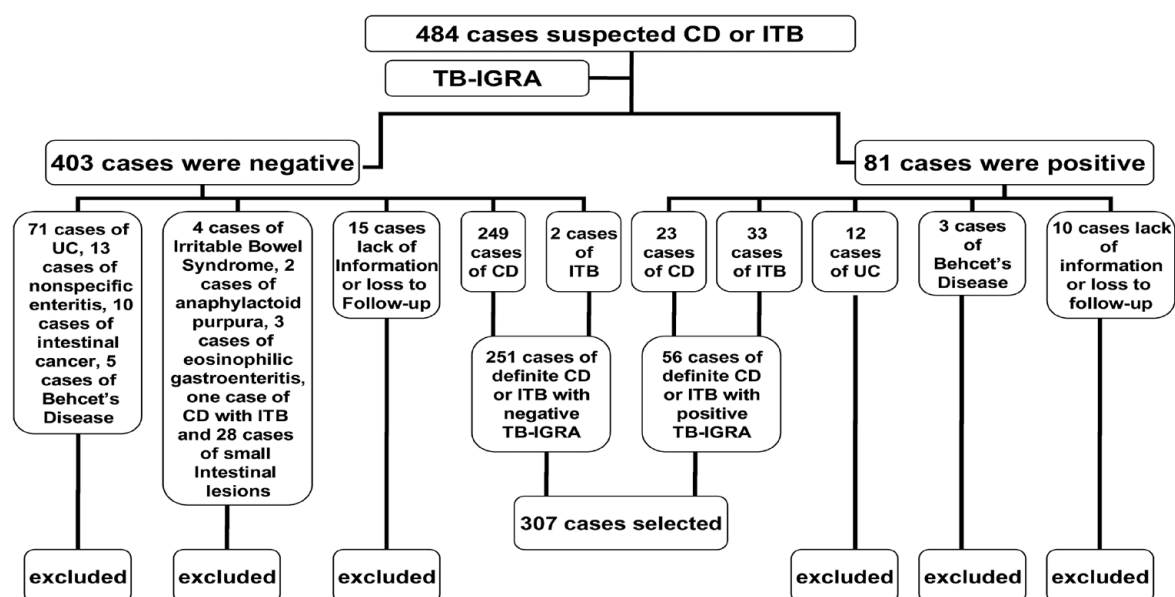 484 cases suspected CD or ITB
TB-IGRA
403 cases were negative
81 cases were positive
71 cases of
UC, 13
cases of
nonspecific
enteritis, 10
cases of
intestinal
cancer, 5
cases of
Behcet's
Disease
4 cases of
Irritable Bowel
Syndrome, 2
cases of
anaphylactoid
purpura, 3
cases of
eosinophilic
gastroenteritis,
one case of
CD with ITB
and 28 cases
of small
Intestinal
lesions
15 cases
lack of
Information
or loss to
Follow-up
249
cases
of CD
2 cases
of
ITB
23
cases
of CD
33
cases
of ITB
12
cases
of UC
3 cases
of
Behcet's
Disease
10 cases lack
of
information
or loss to
follow-up
251 cases of
definite CD
or ITB with
negative
TB-IGRA
56 cases of
definite CD
or ITB with
positive
TB-IGRA
307 cases selected
excluded
excluded
excluded
excluded
excluded
excluded